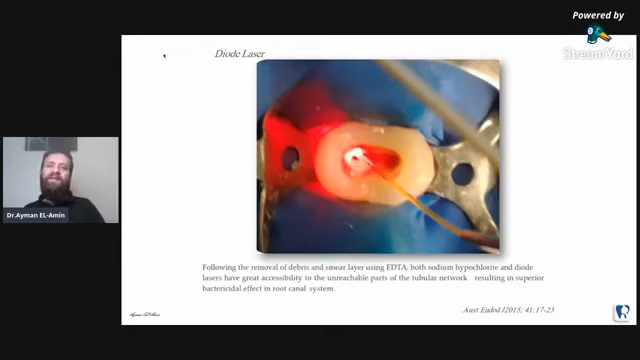 Powered by
StreamYard
Diode Laser
Dr.Ayman EL-Amin
Following the removal of debris and smear layer using EDTA, both sodium hypochlorite and diode
lasers have great accessibility to the unreachable parts of the tubular network resulting in superior
bactericidal effect in root canal system.
Aust Endod J2015; 41:17-23